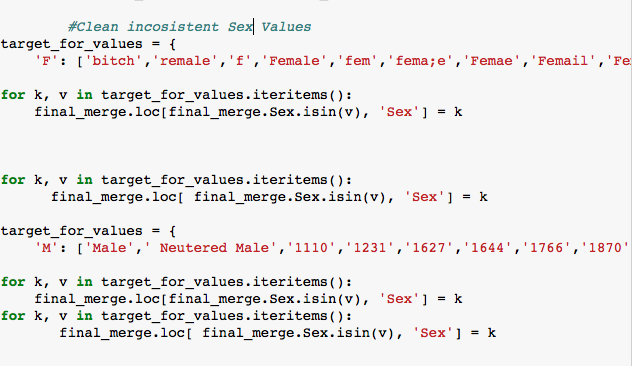 #Clean incosistent Sex Values
target_for_values = {
'F': ['bitch','remale','f','Female','fem','fema;e','Femae','Femail','Fe
for k, v in target_for_values.iteritems():
final_merge.loc[final_merge.Sex.isin(v), 'Sex'] = k
for k, v in target_for_values.iteritems():
final_merge.loc[ final_merge.Sex.isin(v), 'Sex'] = k
target_for_values = {
'M': ['Male',' Neutered Male','1110','1231','1627','1644','1766','1870'
for k, v in target_for_values.iteritems():
final_merge.loc[final_merge.Sex.isin(v), 'Sex'] = k
for k, v in target_for_values.iteritems():
final_merge.loc[ final_merge.Sex.isin(v), 'Sex'] = k